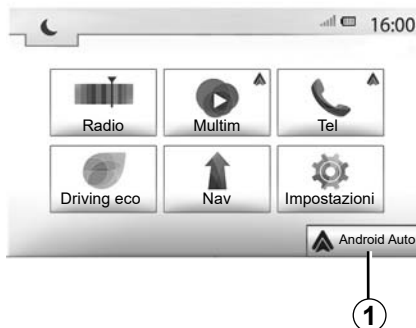 16:00
Radio
Multim
Tel
Driving eco
Nav
Impostazioni
Android Auto
1